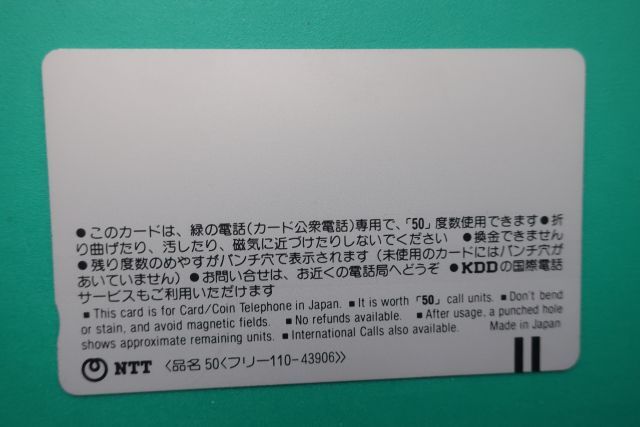 ●このカードは、緑の電話(カード公衆電話)専用で、「50」度数使用できます●折
り曲げたり、汚したり、磁気に近づけたりしないでください ●換金できません
●残り度数のめやすがパンチ穴で表示されます(未使用のカードにはパンチ穴が
あいていません)●お問い合せは、お近くの電話局へどうぞ ●KDDの国際電話
サービスもご利用いただけます
■ This card is for Card/Coin Telephone in Japan. ■ It is worth「50」call units. ■ Don't bend
or stain, and avoid magnetic fields. ■ No refunds available. ■ After usage, a punched hole
shows approximate remaining units. ■ International Calls also available. Made in Japan
NTT 〈品名 50〈フリー110-43906〉〉